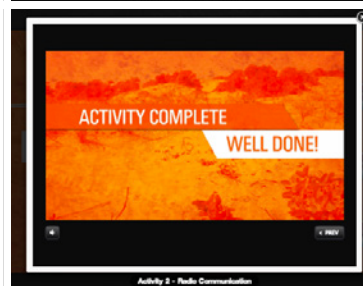 ACTIVITY COMPLETE
WELL DONE!
< PREV
Activity 2 - Radio Communication